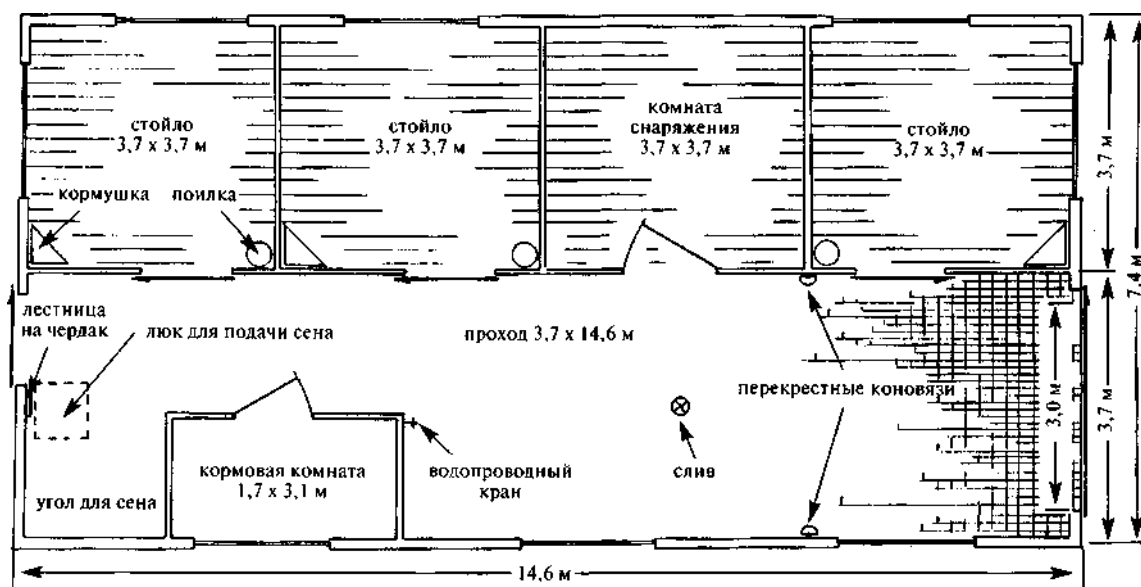 стойло
3,7 х 3,7 м
стойло
3,7 х 3,7 м
комната
снаряжения
3,7 х 3,7 м
стойло
3,7 х 3,7 м
кормушка
поилка
3,7 м
7,4 м
лестница
на чердак
люк для подачи сена
проход 3,7 х 14,6 м
перекрестные коновязи
3,0 м
3,7 м
кормовая комната
1,7 х 3,1 м
водопроводный
кран
слив
угол для сена
14,6 м